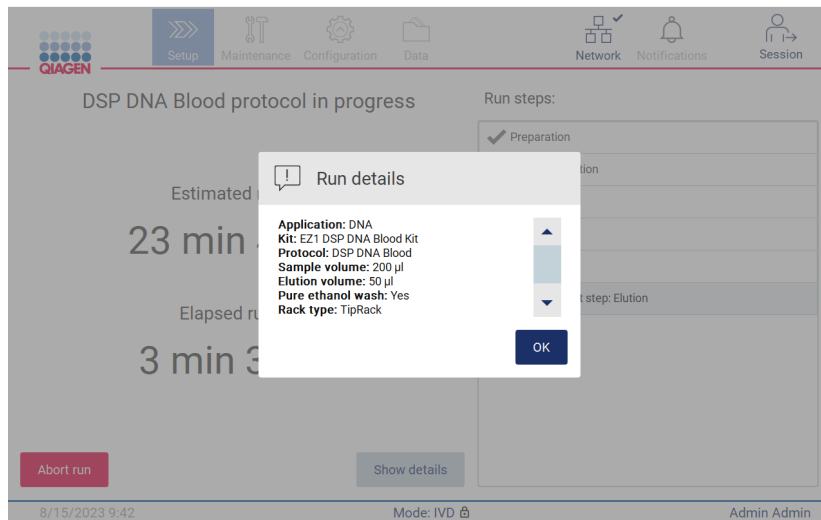 QIAGEN
Setup
Maintenance
Configuration
Data
Network
Notifications
Session
DSP DNA Blood protocol in progress
Run steps:
Preparation
Estimated
23 min
Elapsed
3 min
Run details
Application: DNA
Kit: EZ1 DSP DNA Blood Kit
Protocol: DSP DNA Blood
Sample volume: 200 µl
Elution volume: 50 µl
Pure ethanol wash: Yes
Rack type: TipRack
OK
step: Elution
Abort run
Show details
8/15/2023 9:42
Mode: IVD
Admin Admin